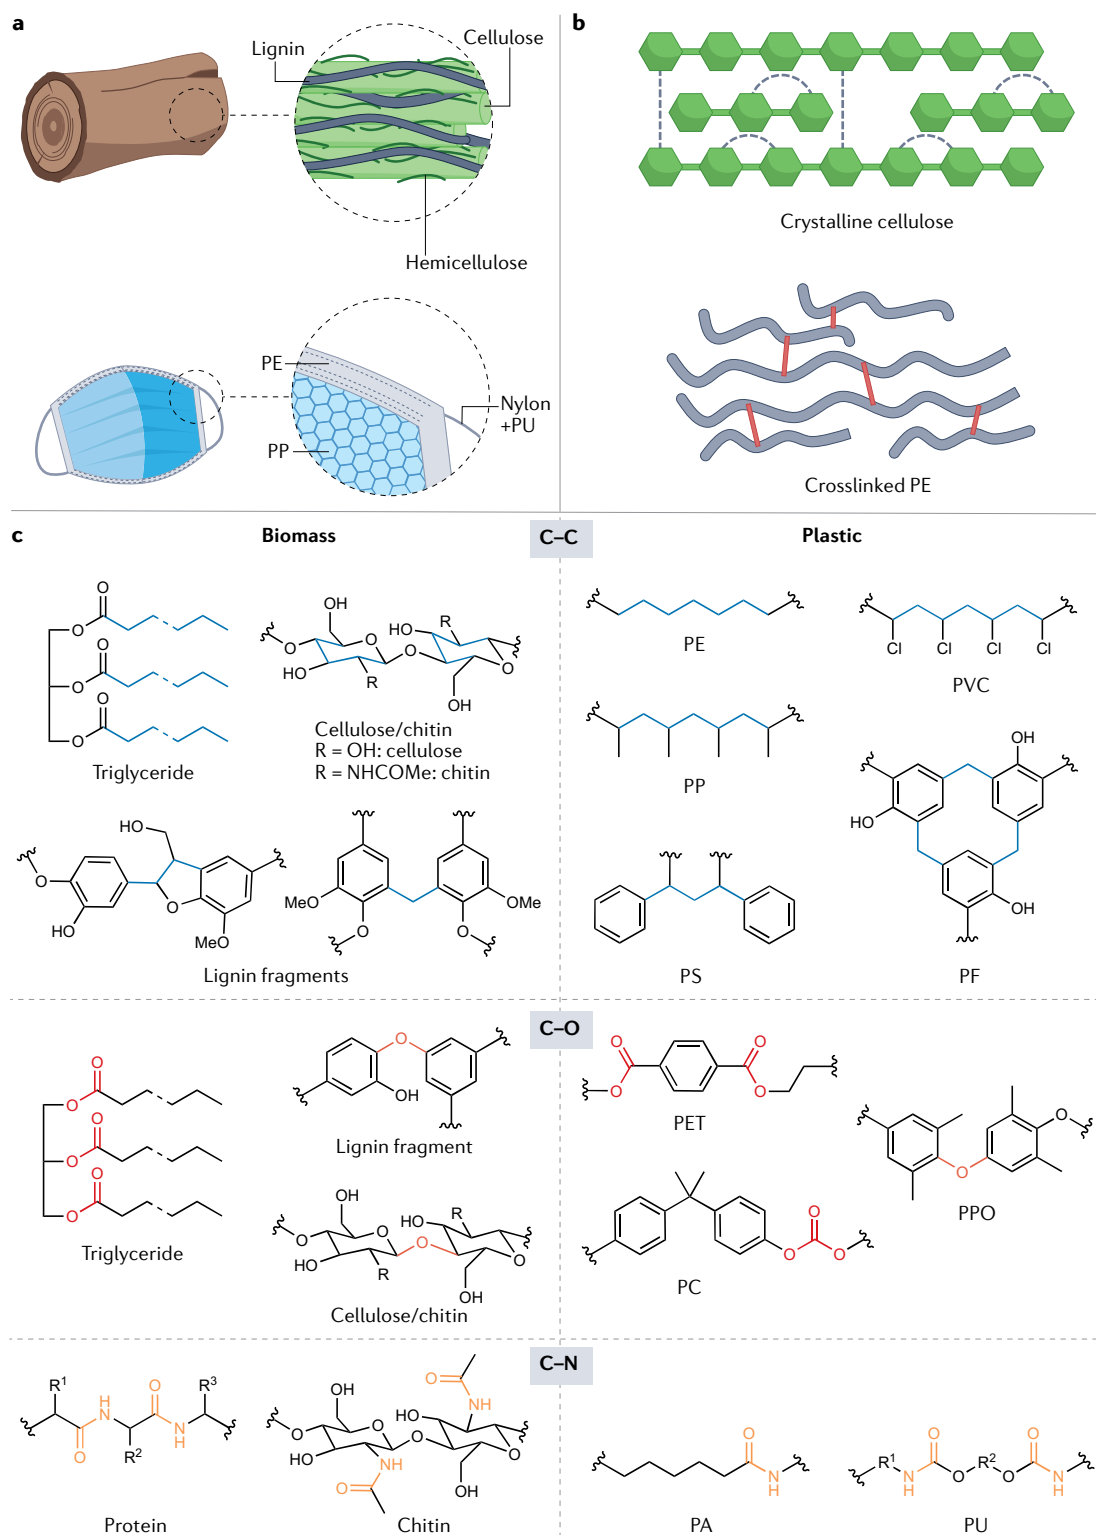 a
Lignin
Cellulose
Hemicellulose
PE
PP
Nylon
+PU
b
Crystalline cellulose
Crosslinked PE
c
Biomass
C–C
Plastic
O
O
O
O
O
O
Triglyceride
OH
O
HO
R
O
O
HO
R
O
OH
Cellulose/chitin
R = OH: cellulose
R = NHCOMe: chitin
HO
O
HO
O
MeO
MeO
O
OMe
O
Lignin fragments
PE
Cl
Cl
Cl
Cl
PVC
PP
OH
HO
OH
PS
PF
C–O
O
O
O
O
O
O
Triglyceride
O
OH
Lignin fragment
OH
O
HO
R
O
O
HO
R
O
OH
Cellulose/chitin
O
O
O
O
PET
O
O
PPO
O
O
O
PC
C–N
R¹
O
H
N
R²
O
N
H
R³
Protein
OH
O
HO
O
O
NH
O
HO
O
HN
O
OH
Chitin
O
N
H
PA
R¹
N
H
O
O
R²
O
O
N
H
PU